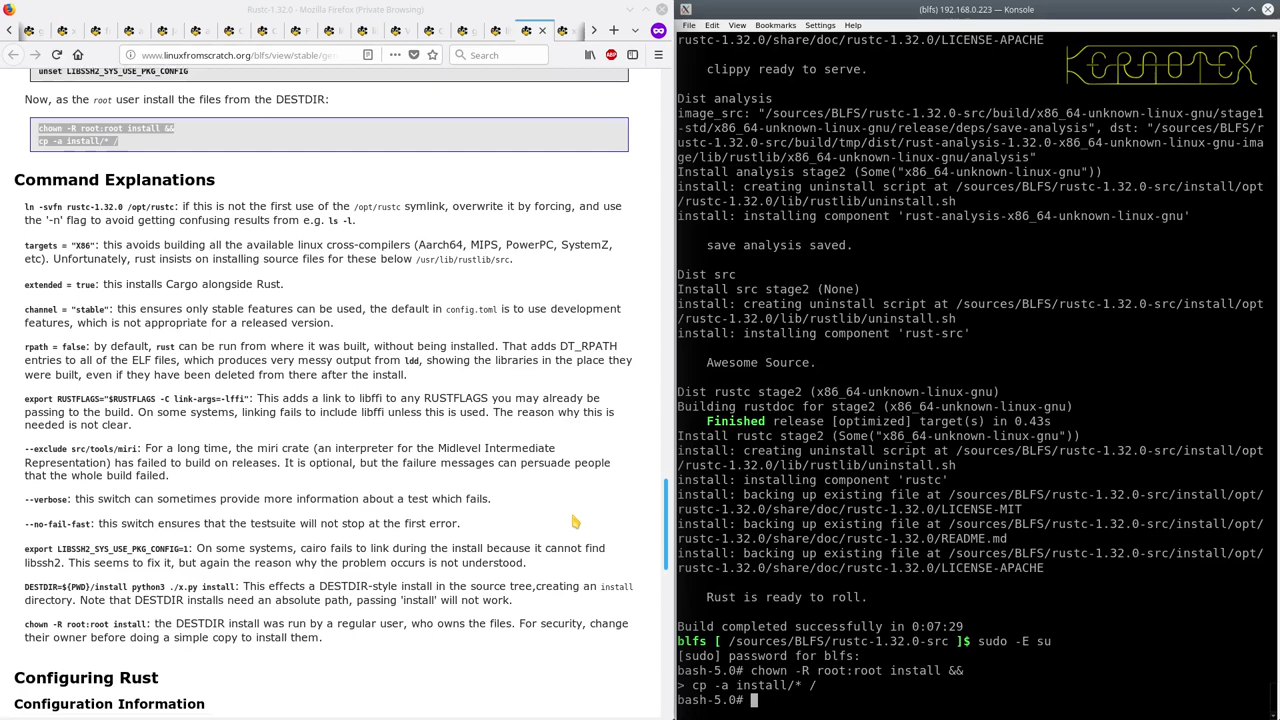 Rustc-1.32.0 - Mozilla Firefox (Private Browsing)
www.linuxfromscratch.org/blfs/view/stable/gen
Search
unset LIBSSH2_SYS_USE_PKG_CONFIG
Now, as the root user install the files from the DESTDIR:
chown -R root:root install &&
cp -a install/* /
Command Explanations
ln -svfn rustc-1.32.0 /opt/rustc: if this is not the first use of the /opt/rustc symlink, overwrite it by forcing, and use
the '-n' flag to avoid getting confusing results from e.g. ls -l.
targets = "X86": this avoids building all the available linux cross-compilers (Aarch64, MIPS, PowerPC, SystemZ,
etc). Unfortunately, rust insists on installing source files for these below /usr/lib/rustlib/src.
extended = true: this installs Cargo alongside Rust.
channel = "stable": this ensures only stable features can be used, the default in config.toml is to use development
features, which is not appropriate for a released version.
rpath = false: by default, rust can be run from where it was built, without being installed. That adds DT_RPATH
entries to all of the ELF files, which produces very messy output from ldd, showing the libraries in the place they
were built, even if they have been deleted from there after the install.
export RUSTFLAGS="$RUSTFLAGS -C link-args=-lffi": This adds a link to libffi to any RUSTFLAGS you may already be
passing to the build. On some systems, linking fails to include libffi unless this is used. The reason why this is
needed is not clear.
--exclude src/tools/miri: For a long time, the miri crate (an interpreter for the Midlevel Intermediate
Representation) has failed to build on releases. It is optional, but the failure messages can persuade people
that the whole build failed.
--verbose: this switch can sometimes provide more information about a test which fails.
--no-fail-fast: this switch ensures that the testsuite will not stop at the first error.
export LIBSSH2_SYS_USE_PKG_CONFIG=1: On some systems, cairo fails to link during the install because it cannot find
libssh2. This seems to fix it, but again the reason why the problem occurs is not understood.
DESTDIR=${PWD}/install python3 ./x.py install: This effects a DESTDIR-style install in the source tree,creating an install
directory. Note that DESTDIR installs need an absolute path, passing 'install' will not work.
chown -R root:root install: the DESTDIR install was run by a regular user, who owns the files. For security, change
their owner before doing a simple copy to install them.
Configuring Rust
Configuration Information
(blfs) 192.168.0.223 — Konsole
File Edit View Bookmarks Settings Help
KERAOTEX
rustc-1.32.0/share/doc/rust-1.32.0/LICENSE-APACHE
clippy ready to serve.
Dist analysis
image_src: "/sources/BLFS/rustc-1.32.0-src/build/x86_64-unknown-linux-gnu/stage1
-std/x86_64-unknown-linux-gnu/release/deps/save-analysis", dst: "/sources/BLFS/r
ustc-1.32.0-src/build/tmp/dist/rust-analysis-1.32.0-x86_64-unknown-linux-gnu-ima
ge/lib/rustlib/x86_64-unknown-linux-gnu/analysis"
Install analysis stage2 (Some("x86_64-unknown-linux-gnu"))
install: creating uninstall script at /sources/BLFS/rustc-1.32.0-src/install/opt
/rustc-1.32.0/lib/rustlib/uninstall.sh
install: installing component 'rust-analysis-x86_64-unknown-linux-gnu'
save analysis saved.
Dist src
Install src stage2 (None)
install: creating uninstall script at /sources/BLFS/rustc-1.32.0-src/install/opt
/rustc-1.32.0/lib/rustlib/uninstall.sh
install: installing component 'rust-src'
Awesome Source.
Dist rustc stage2 (x86_64-unknown-linux-gnu)
Building rustdoc for stage2 (x86_64-unknown-linux-gnu)
Finished release [optimized] target(s) in 0.43s
Install rustc stage2 (Some("x86_64-unknown-linux-gnu"))
install: creating uninstall script at /sources/BLFS/rustc-1.32.0-src/install/opt
/rustc-1.32.0/lib/rustlib/uninstall.sh
install: installing component 'rustc'
install: backing up existing file at /sources/BLFS/rustc-1.32.0-src/install/opt/
rustc-1.32.0/share/doc/rust-1.32.0/LICENSE-MIT
install: backing up existing file at /sources/BLFS/rustc-1.32.0-src/install/opt/
rustc-1.32.0/share/doc/rust-1.32.0/README.md
install: backing up existing file at /sources/BLFS/rustc-1.32.0-src/install/opt/
rustc-1.32.0/share/doc/rust-1.32.0/LICENSE-APACHE
Rust is ready to roll.
Build completed successfully in 0:07:29
blfs [ /sources/BLFS/rustc-1.32.0-src ]$ sudo -E su
[sudo] password for blfs:
bash-5.0# chown -R root:root install &&
> cp -a install/* /
bash-5.0#